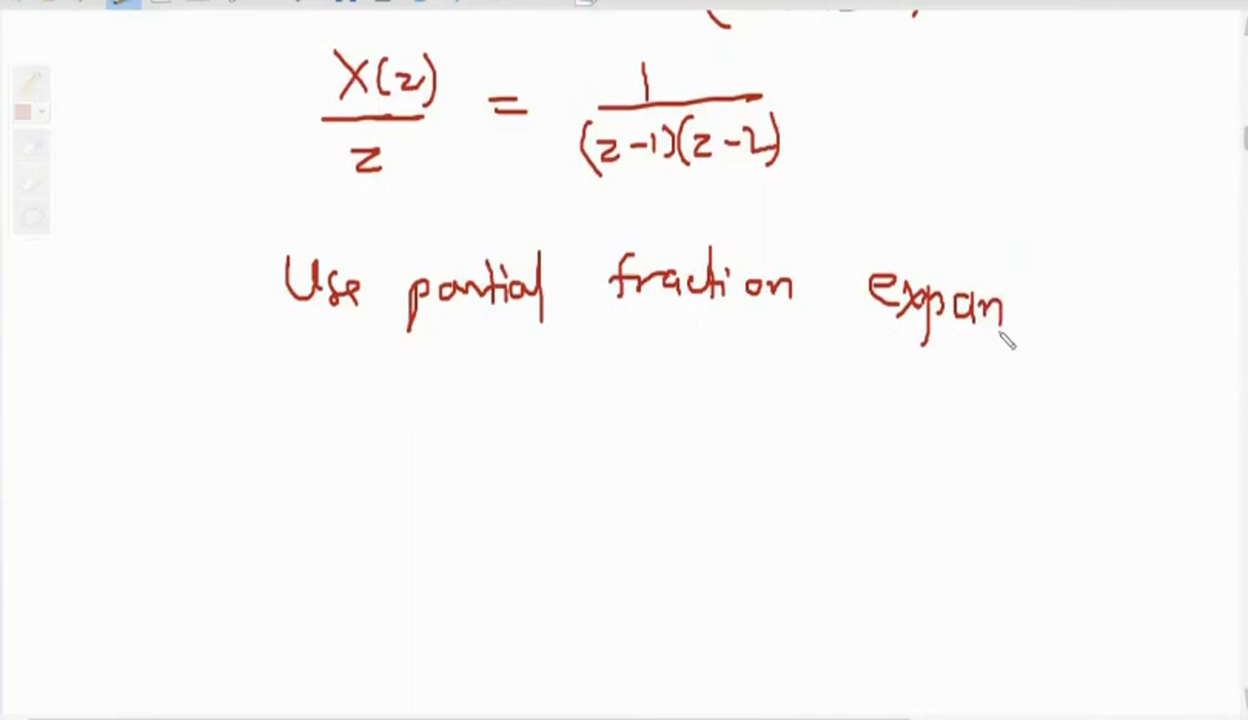 X(z) / z = 1 / (z-1)(z-2)
Use partial fraction expan